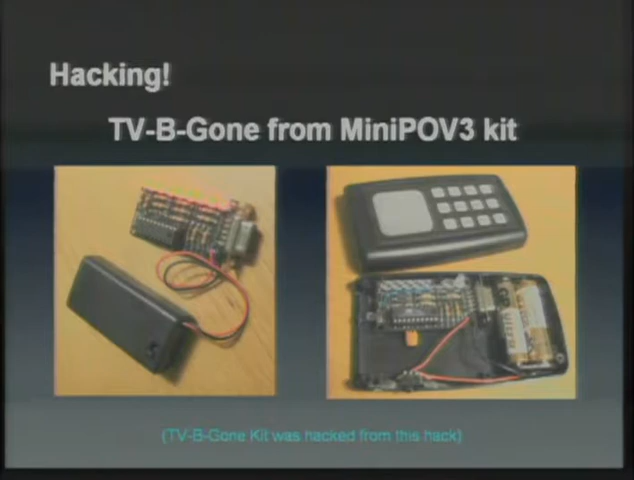 Hacking!
TV-B-Gone from MiniPOV3 kit
(TV-B-Gone Kit was hacked from this hack)